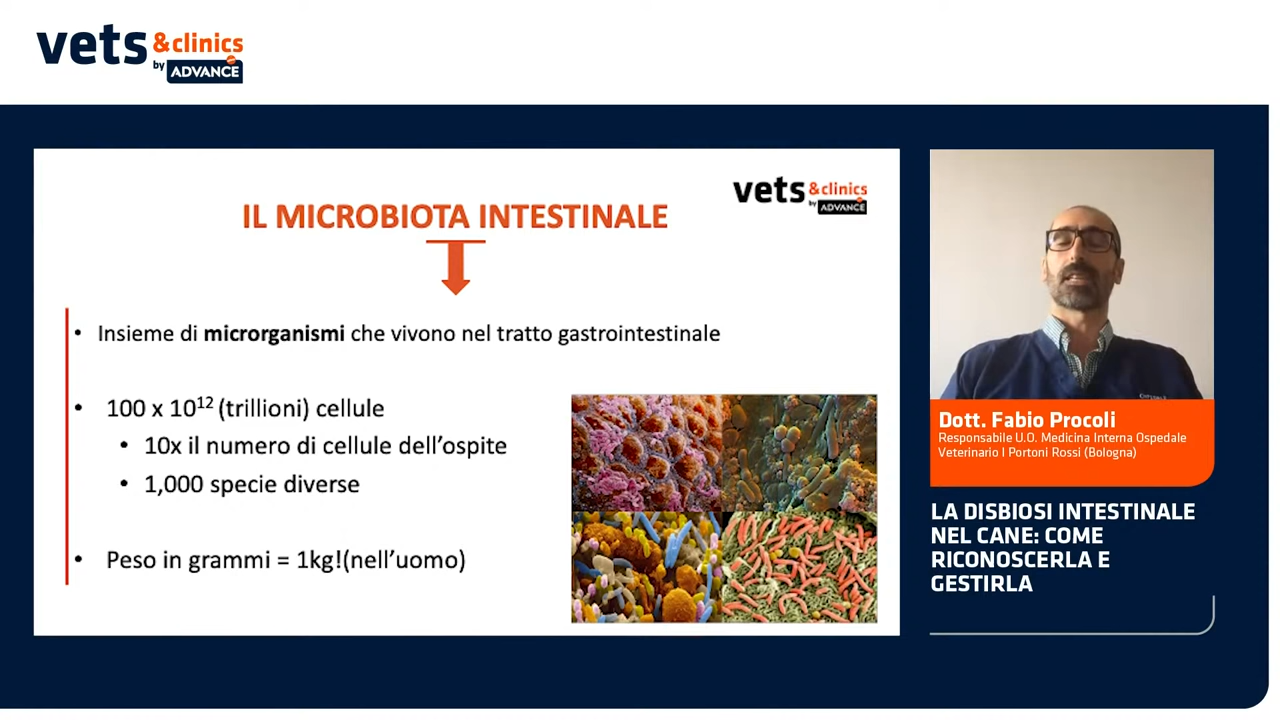 vets &clinics
by ADVANCE
vets &clinics
by ADVANCE
IL MICROBIOTA INTESTINALE
• Insieme di microrganismi che vivono nel tratto gastrointestinale
• 100 x 10¹² (trillioni) cellule
• 10x il numero di cellule dell’ospite
• 1,000 specie diverse
• Peso in grammi = 1kg!(nell’uomo)
Dott. Fabio Procoli
Responsabile U.O. Medicina Interna Ospedale
Veterinario I Portoni Rossi (Bologna)
LA DISBIOSI INTESTINALE
NEL CANE: COME
RICONOSCERLA E
GESTIRLA